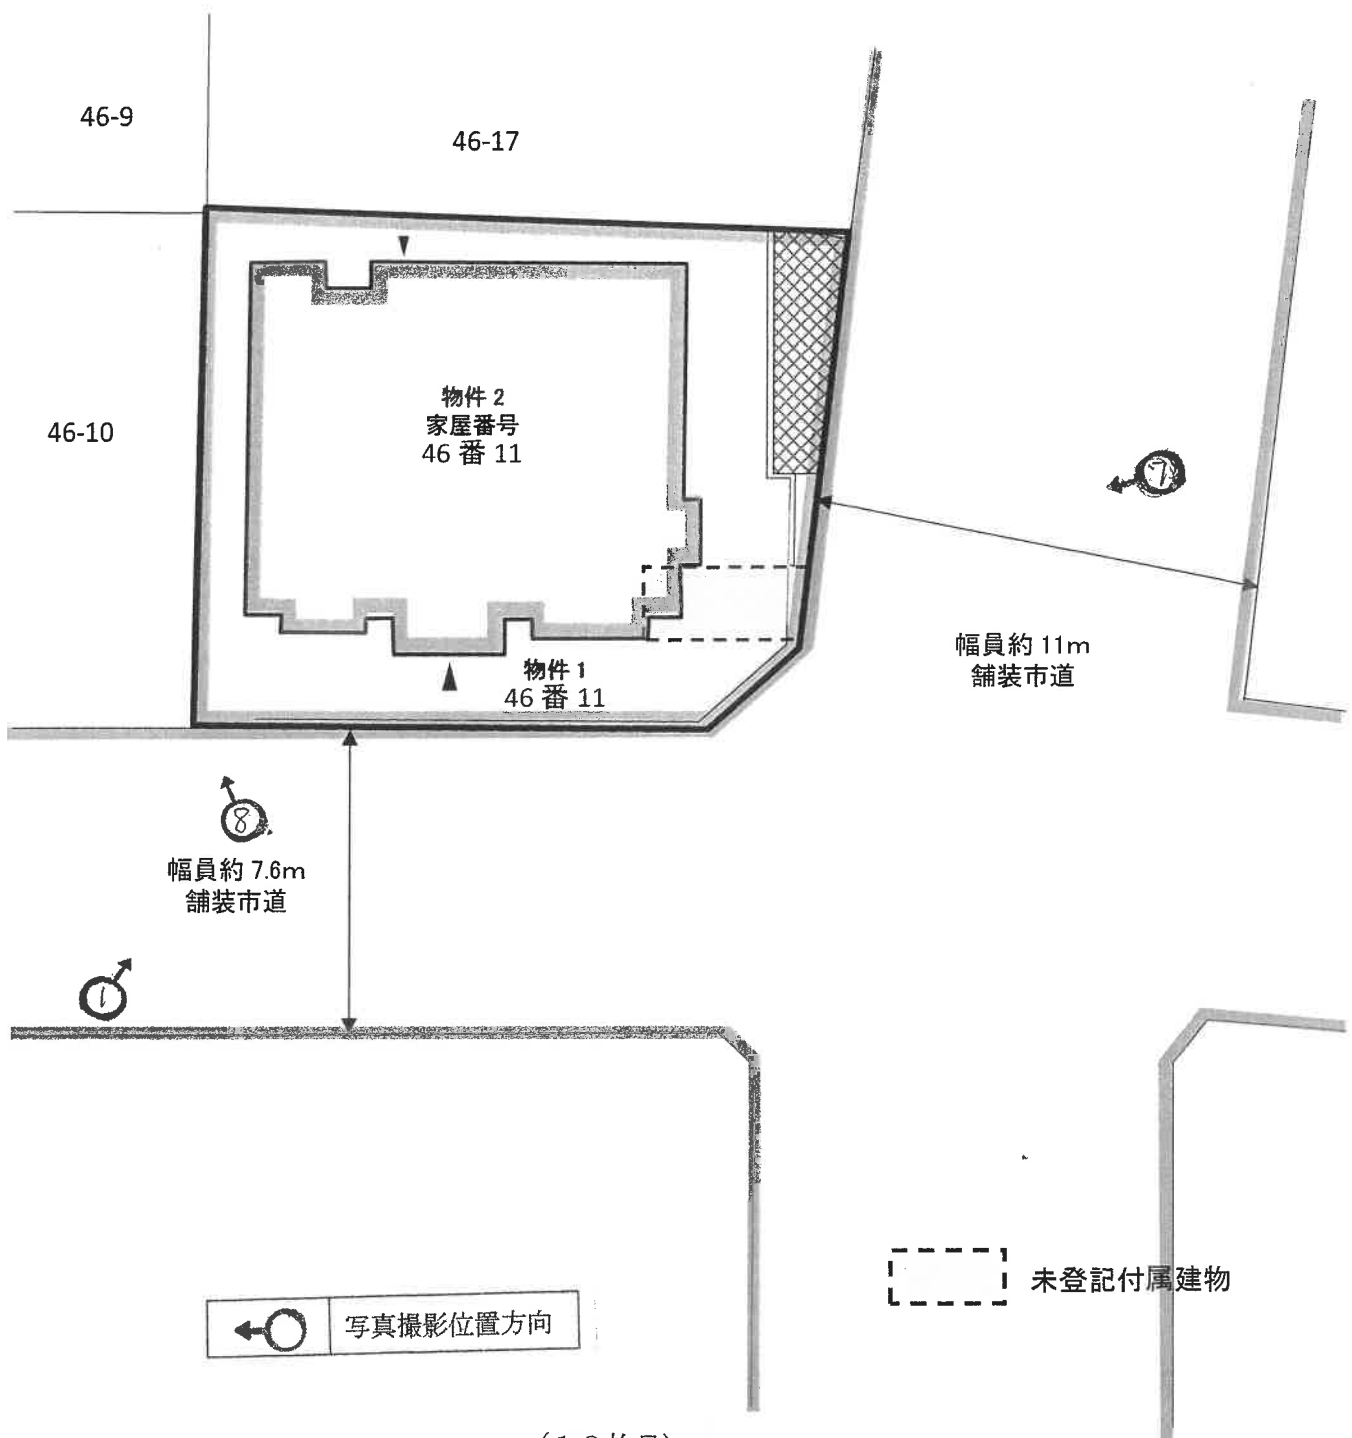 46-9
46-17
46-10
物件 2
家屋番号
46 番 11
7
幅員約 11m
舗装市道
物件 1
46 番 11
8
幅員約 7.6m
舗装市道
1
未登記付属建物
写真撮影位置方向